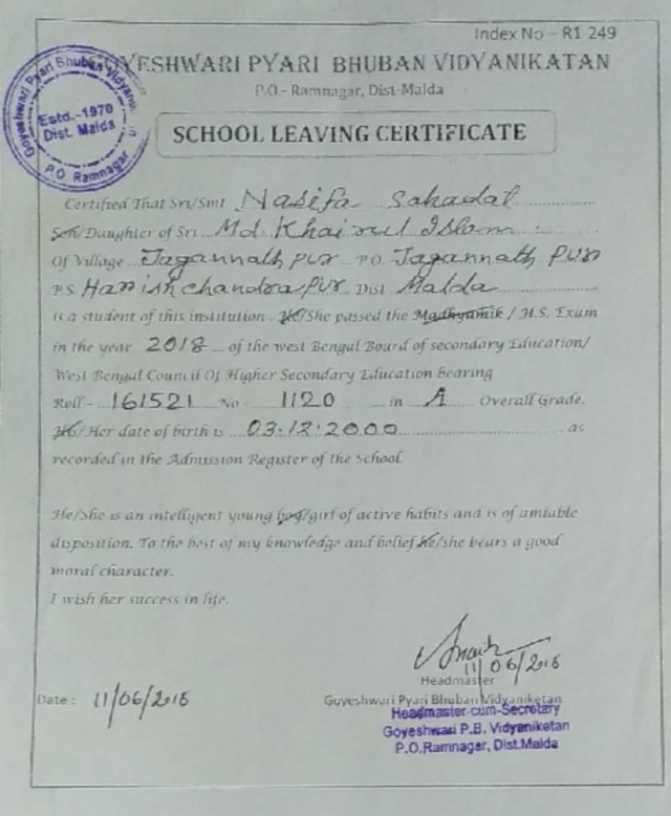 Index No - R1-249
GOYESHWARI PYARI BHUBAN VIDYANIKATAN
P.O.- Ramnagar, Dist-Malda
Goyeshwari Pyari Bhuban Vidyani
Estd.-1970
Dist. Malda
P.O. Ramnagar
SCHOOL LEAVING CERTIFICATE
Certified That Sri/Smt Nasifa Sahadat
Son/Daughter of Sri Md. Khairul Islam
Of Village Jagannath pur P.O. Jagannath Pur
P.S. Harrishchandra pur Dist Malda
is a student of this institution . He/She passed the Madhyamik / H.S. Exam
in the year 2018 of the west Bengal Board of secondary Education/
West Bengal Council Of Higher Secondary Education bearing
Roll - 161521 No - 1120 in A Overall Grade.
He/Her date of birth is 03.12.2000 as
recorded in the Admission Register of the School.
He/She is an intelligent young boy/girl of active habits and is of amiable
disposition. To the best of my knowledge and belief he/she bears a good
moral character.
I wish her success in life.
11/06/2018
Headmaster
Date : 11/06/2018
Goyeshwari Pyari Bhuban Vidyaniketan
Headmaster-cum-Secretary
Goyeshwari P.B. Vidyaniketan
P.O.Ramnagar, Dist.Malda